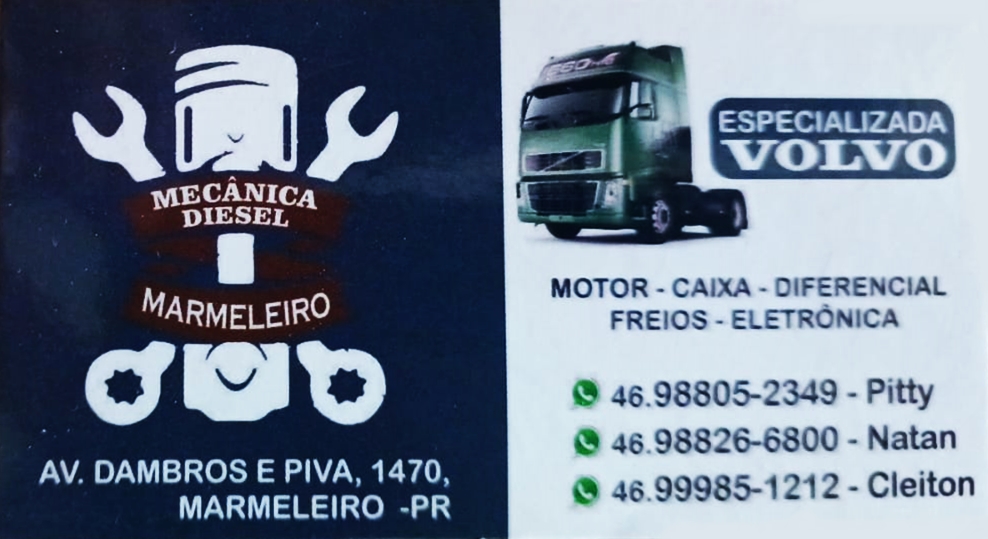 MECÂNICA
DIESEL
MARMELEIRO
AV. DAMBROS E PIVA, 1470,
MARMELEIRO -PR
ESPECIALIZADA
VOLVO
MOTOR - CAIXA - DIFERENCIAL
FREIOS - ELETRÔNICA
46.98805-2349 - Pitty
46.98826-6800 - Natan
46.99985-1212 - Cleiton